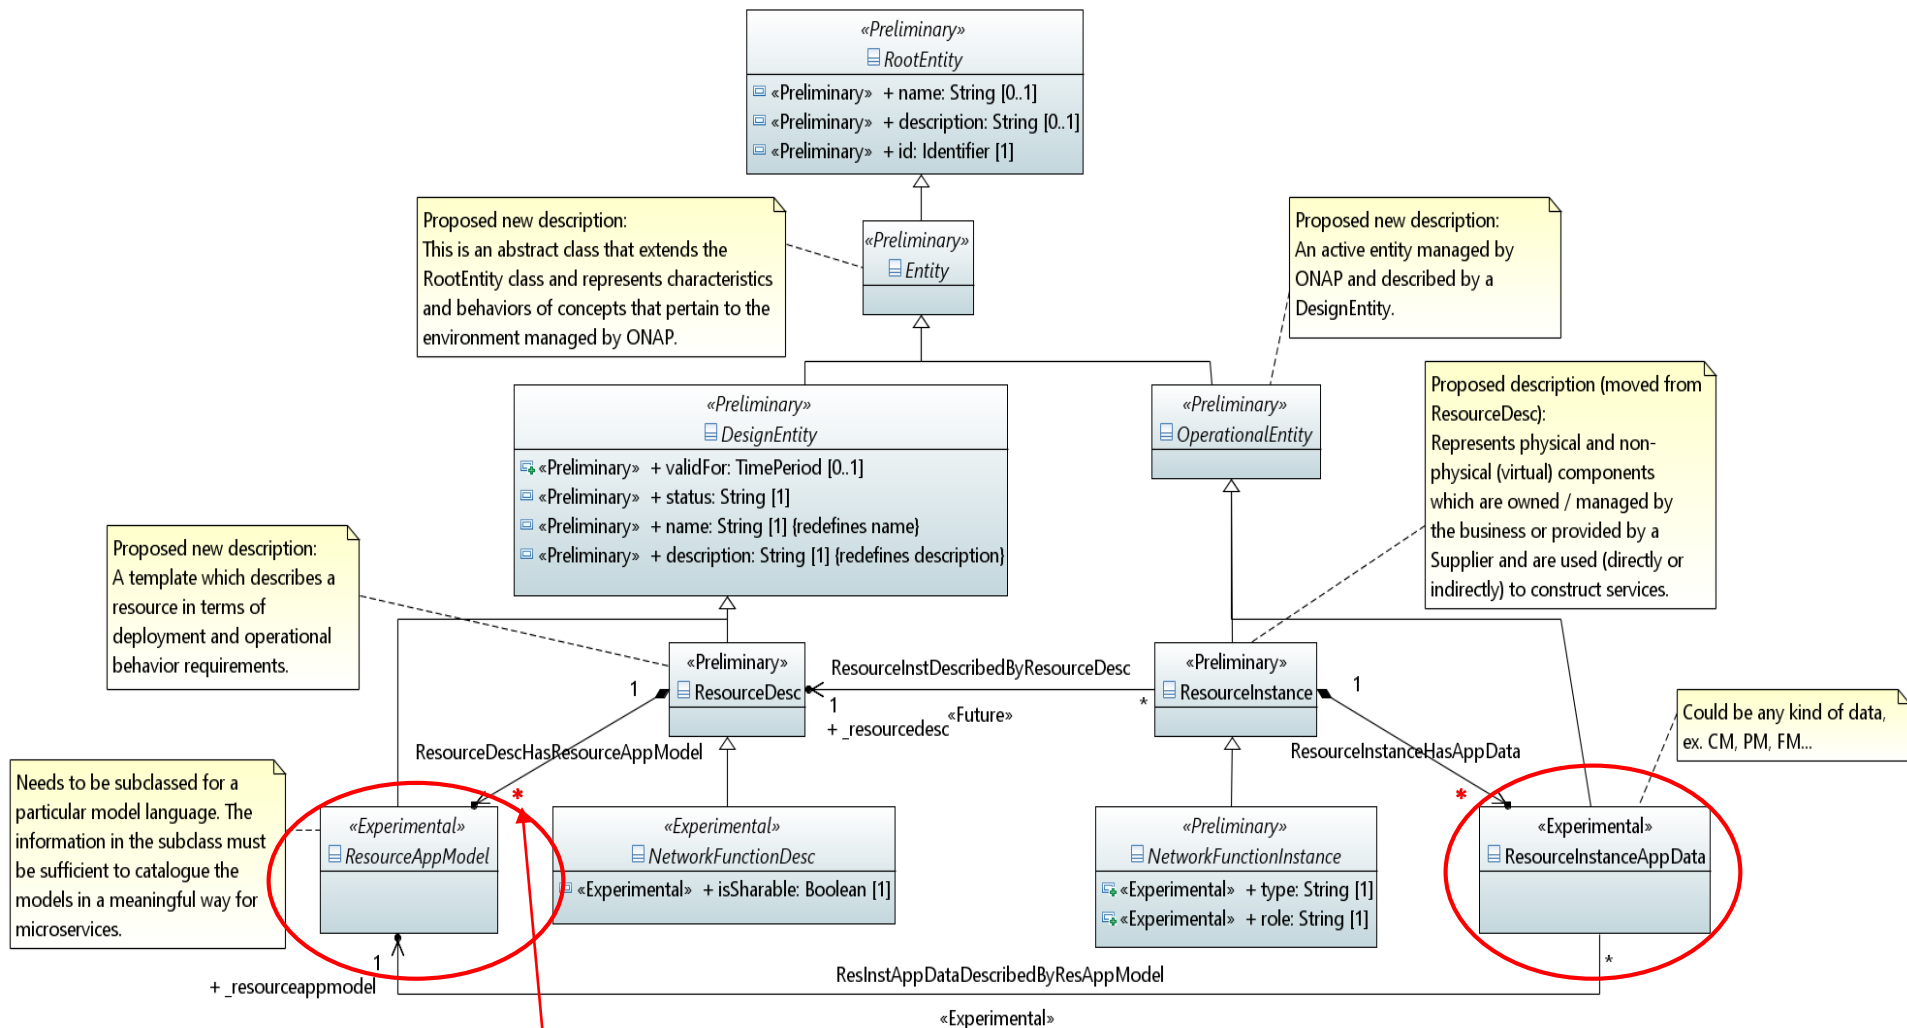 «Preliminary»
RootEntity
«Preliminary» + name: String [0..1]
«Preliminary» + description: String [0..1]
«Preliminary» + id: Identifier [1]
Proposed new description:
This is an abstract class that extends the
RootEntity class and represents characteristics
and behaviors of concepts that pertain to the
environment managed by ONAP.
«Preliminary»
Entity
Proposed new description:
An active entity managed by
ONAP and described by a
DesignEntity.
«Preliminary»
DesignEntity
«Preliminary» + validFor: TimePeriod [0..1]
«Preliminary» + status: String [1]
«Preliminary» + name: String [1] {redefines name}
«Preliminary» + description: String [1] {redefines description}
«Preliminary»
OperationalEntity
Proposed description (moved from
ResourceDesc):
Represents physical and non-
physical (virtual) components
which are owned / managed by
the business or provided by a
Supplier and are used (directly or
indirectly) to construct services.
Proposed new description:
A template which describes a
resource in terms of
deployment and operational
behavior requirements.
«Preliminary»
ResourceDesc
1
ResourceInstDescribedByResourceDesc
1
+ _resourcedesc
«Future»
*
«Preliminary»
ResourceInstance
1
Could be any kind of data,
ex. CM, PM, FM...
ResourceDescHasResourceAppModel
*
ResourceInstanceHasAppData
*
Needs to be subclassed for a
particular model language. The
information in the subclass must
be sufficient to catalogue the
models in a meaningful way for
microservices.
«Experimental»
ResourceAppModel
«Experimental»
NetworkFunctionDesc
«Experimental» + isSharable: Boolean [1]
«Preliminary»
NetworkFunctionInstance
«Experimental» + type: String [1]
«Experimental» + role: String [1]
«Experimental»
ResourceInstanceAppData
1
+ _resourceappmodel
ResInstAppDataDescribedByResAppModel
*
«Experimental»